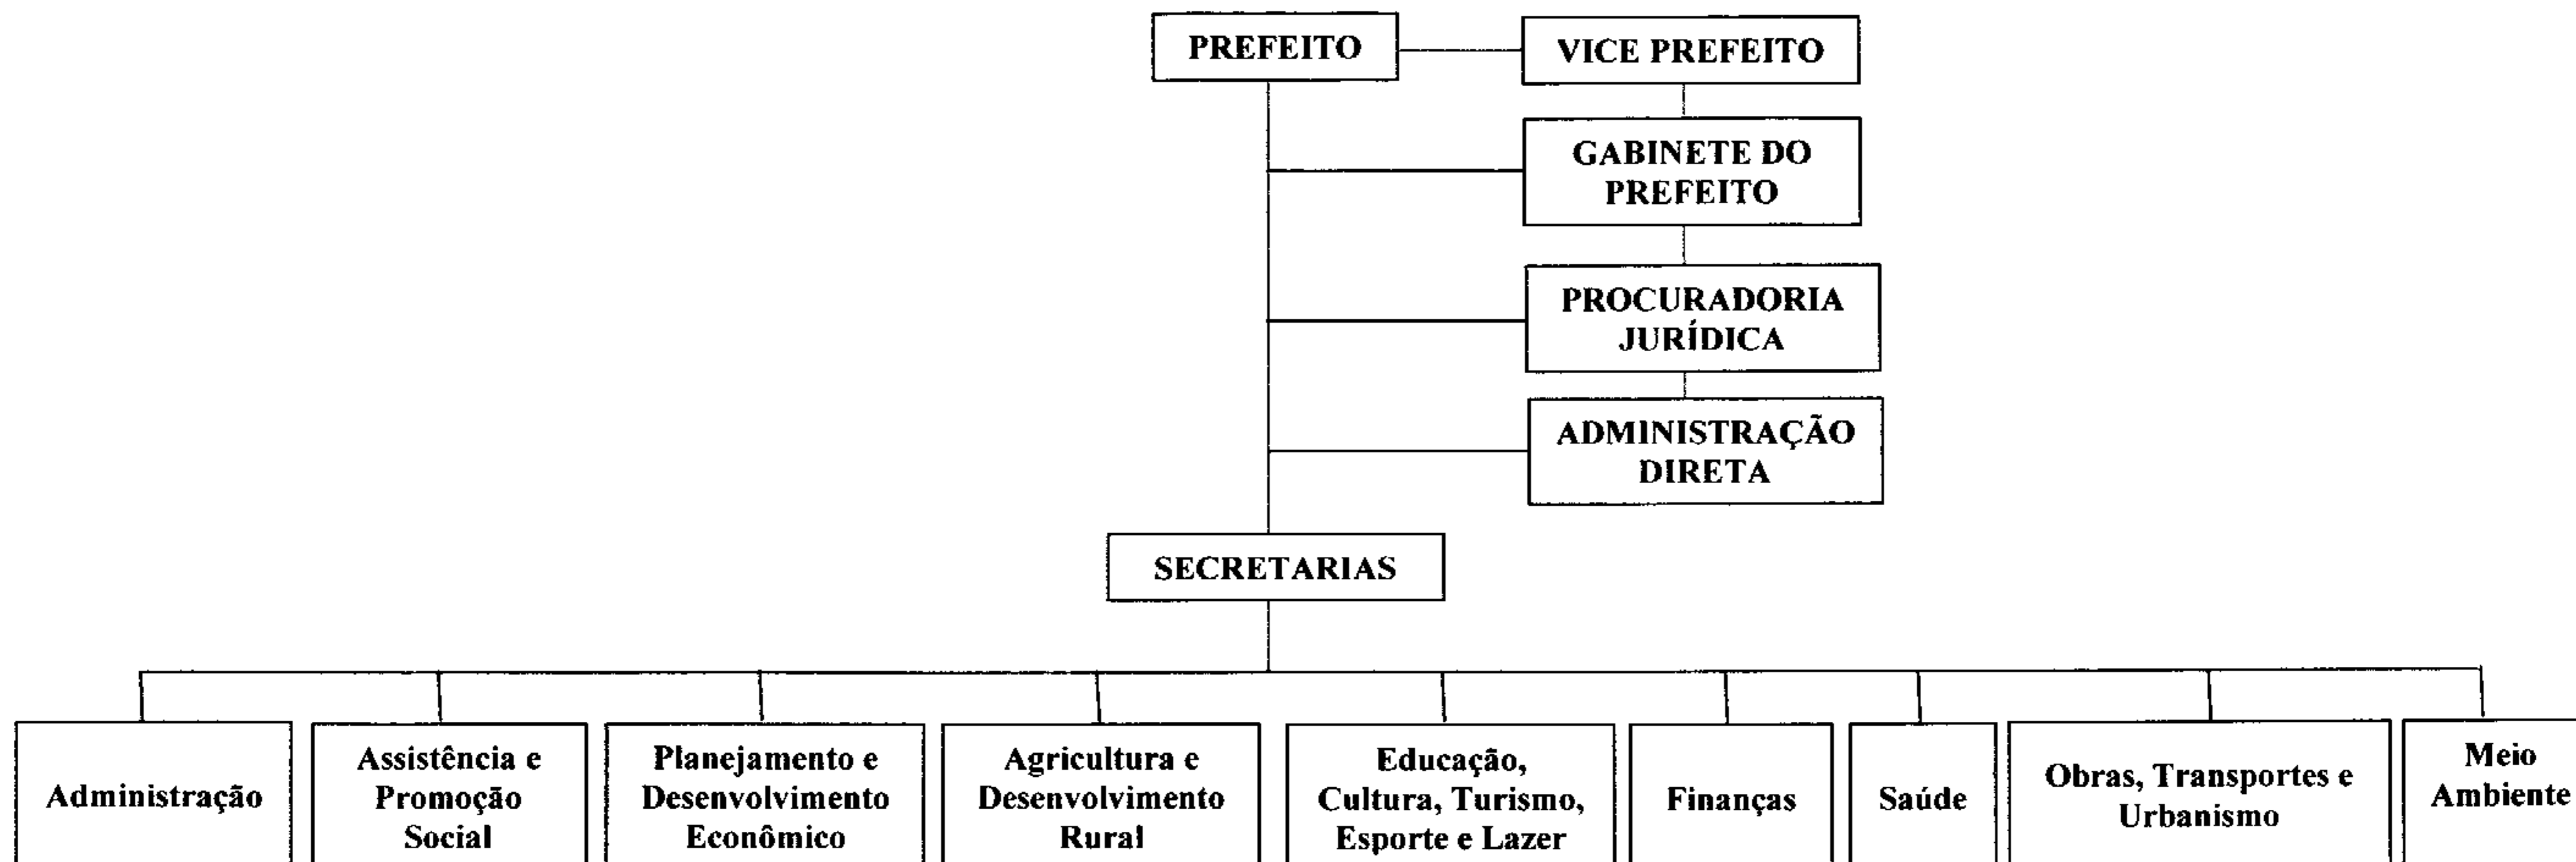 PREFEITO
VICE PREFEITO
GABINETE DO
PREFEITO
PROCURADORIA
JURÍDICA
ADMINISTRAÇÃO
DIRETA
SECRETARIAS
Administração
Assistência e
Promoção
Social
Planejamento e
Desenvolvimento
Econômico
Agricultura e
Desenvolvimento
Rural
Educação,
Cultura, Turismo,
Esporte e Lazer
Finanças
Saúde
Obras, Transportes e
Urbanismo
Meio
Ambiente